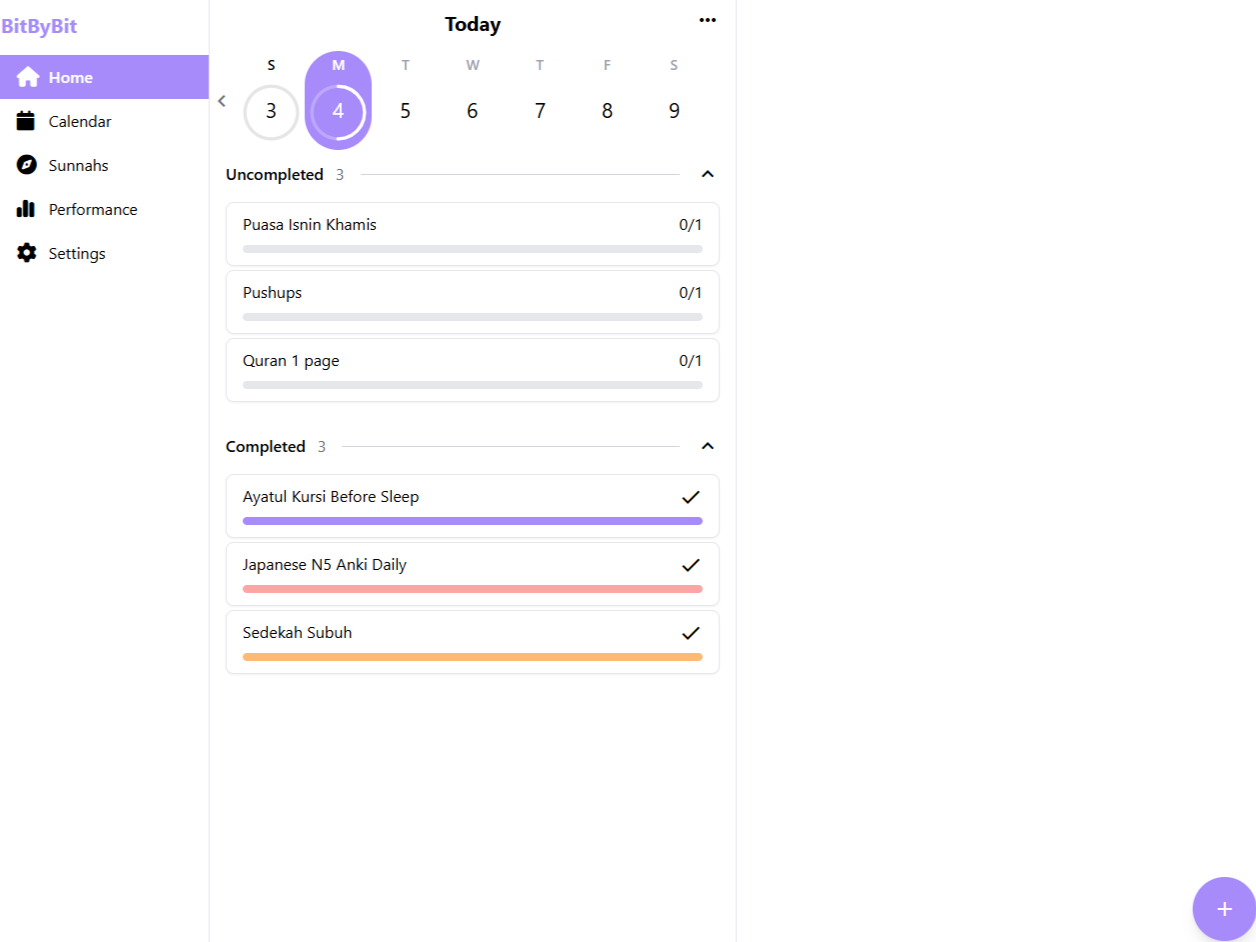 BitByBit
Home
Calendar
Sunnahs
Performance
Settings
Today
S M T W T F S
3 4 5 6 7 8 9
Uncompleted 3
Puasa Isnin Khamis 0/1
Pushups 0/1
Quran 1 page 0/1
Completed 3
Ayatul Kursi Before Sleep
Japanese N5 Anki Daily
Sedekah Subuh